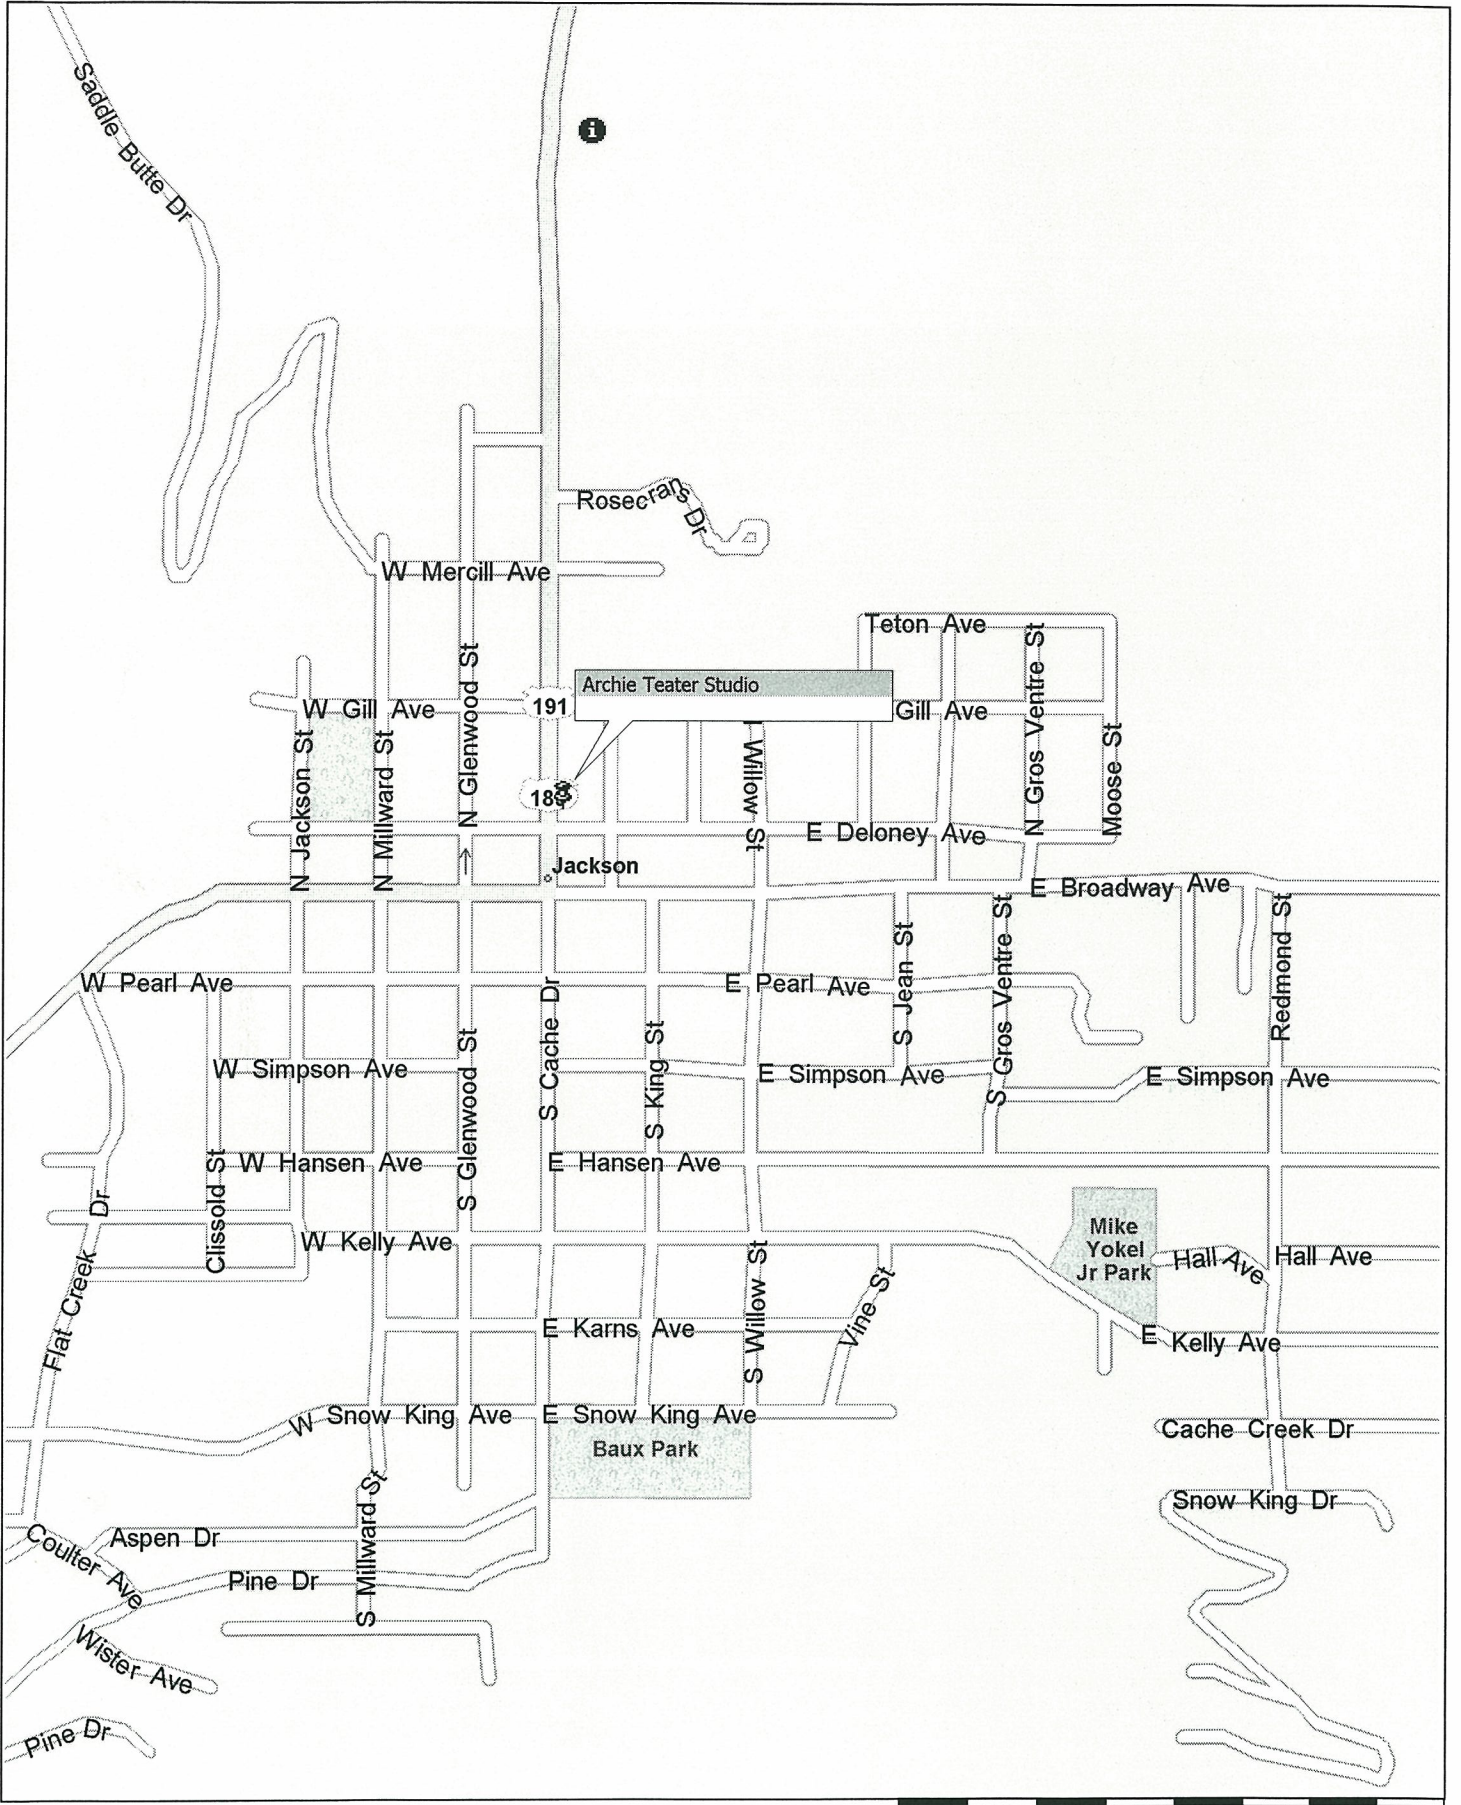 Saddle Butte Dr
i
Rosecrans Dr
W Mercill Ave
Teton Ave
Archie Teater Studio
191
W Gill Ave
Gill Ave
N Jackson St
N Millward St
N Glenwood St
Willow St
N Gros Ventre St
Moose St
E Deloney Ave
Jackson
E Broadway Ave
W Pearl Ave
E Pearl Ave
S Jean St
S Gros Ventre St
Redmond St
S Cache Dr
S King St
S Glenwood St
W Simpson Ave
E Simpson Ave
E Simpson Ave
Clissold St
W Hansen Ave
E Hansen Ave
Flat Creek Dr
W Kelly Ave
Mike
Yokel
Jr Park
Hall Ave
Hall Ave
S Willow St
Vine St
E Karns Ave
E Kelly Ave
W Snow King Ave
E Snow King Ave
Baux Park
Cache Creek Dr
Snow King Dr
S Millward St
Coulter Ave
Aspen Dr
Pine Dr
Wister Ave
Pine Dr